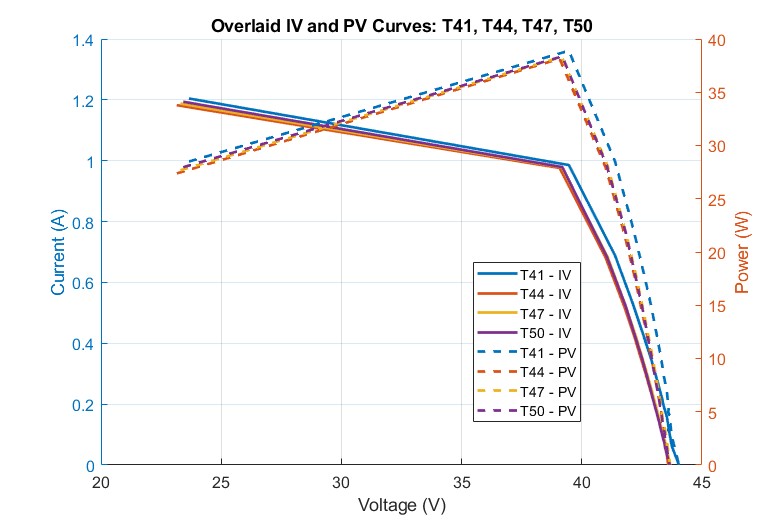 Overlaid IV and PV Curves: T41, T44, T47, T50
1.4
1.2
1
0.8
0.6
0.4
0.2
0
Current (A)
40
35
30
25
20
15
10
5
0
Power (W)
T41 - IV
T44 - IV
T47 - IV
T50 - IV
T41 - PV
T44 - PV
T47 - PV
T50 - PV
20 25 30 35 40 45
Voltage (V)